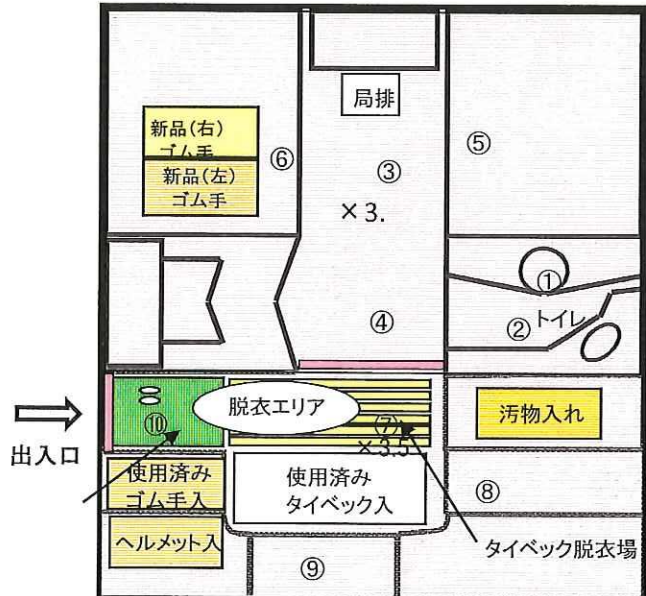 局排
新品(右)
ゴム手
新品(左)
ゴム手
⑥
③
⑤
×3.
①
④
②
トイレ
脱衣エリア
⑩
⑦
×3.5
汚物入れ
出入口
使用済み
ゴム手入
使用済み
タイベック入
⑧
ヘルメット入
タイベック脱衣場
⑨